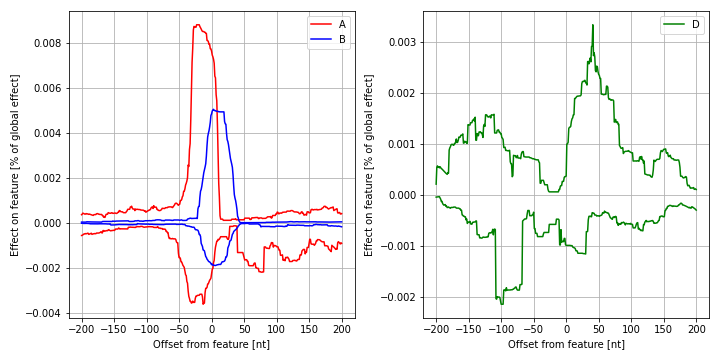 A
B
0.008
0.006
0.004
0.002
0.000
−0.002
−0.004
Effect on feature [% of global effect]
−200 −150 −100 −50 0 50 100 150 200
Offset from feature [nt]
D
0.003
0.002
0.001
0.000
−0.001
−0.002
Effect on feature [% of global effect]
−200 −150 −100 −50 0 50 100 150 200
Offset from feature [nt]